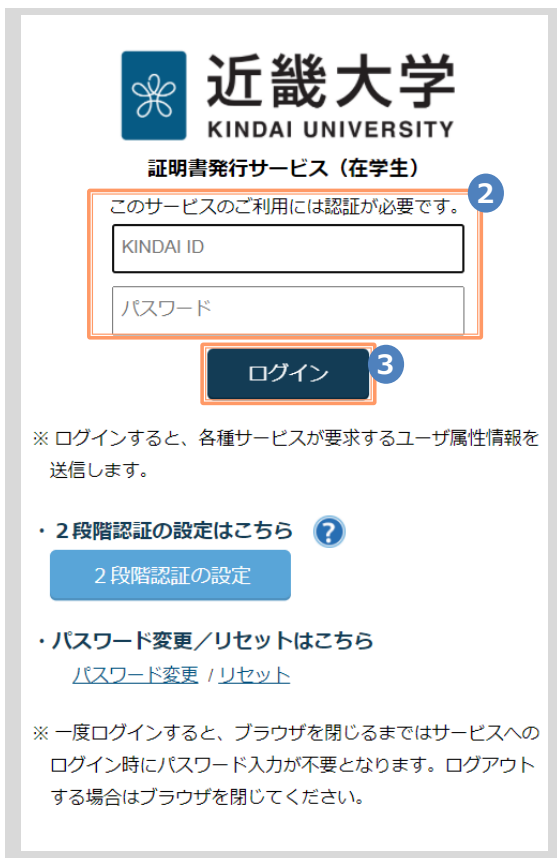 近畿大学
KINDAI UNIVERSITY
証明書発行サービス（在学生）
このサービスのご利用には認証が必要です。
2
KINDAI ID
パスワード
ログイン
3
※ ログインすると、各種サービスが要求するユーザ属性情報を
送信します。
・２段階認証の設定はこちら ?
２段階認証の設定
・パスワード変更／リセットはこちら
パスワード変更 / リセット
※ 一度ログインすると、ブラウザを閉じるまではサービスへの
ログイン時にパスワード入力が不要となります。ログアウト
する場合はブラウザを閉じてください。